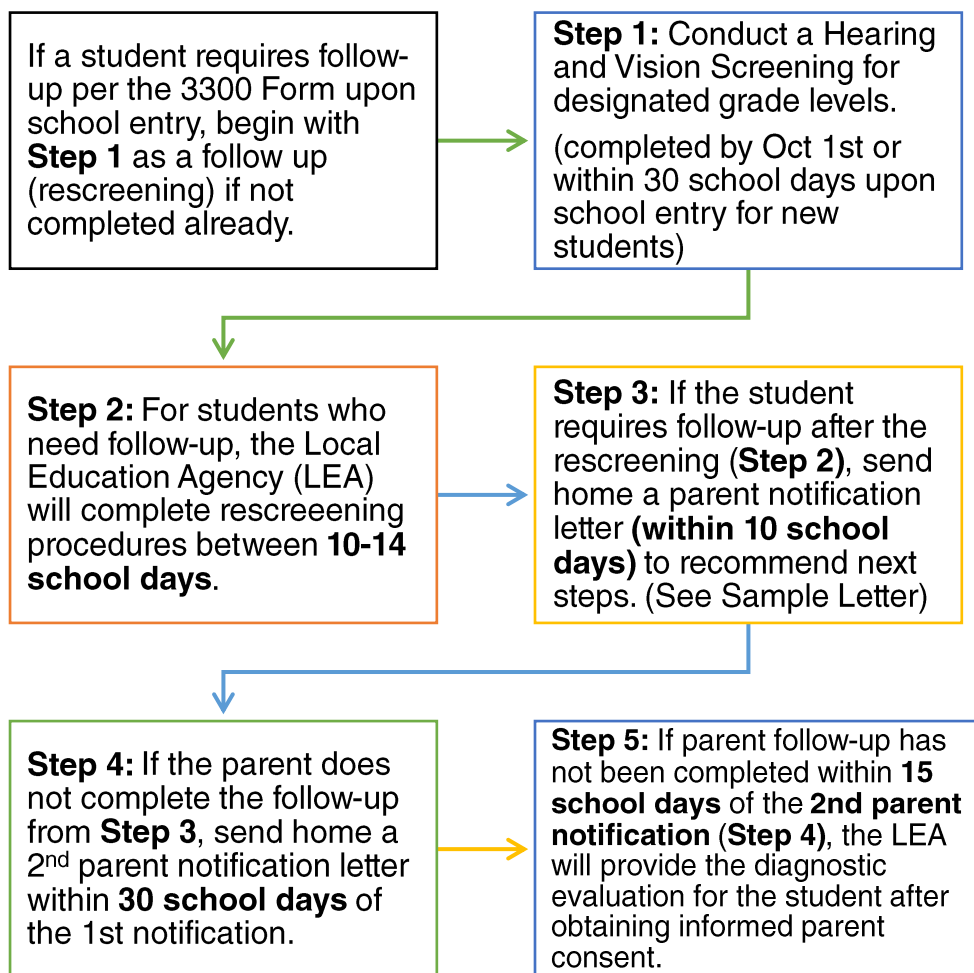 If a student requires follow-
up per the 3300 Form upon
school entry, begin with
Step 1 as a follow up
(rescreening) if not
completed already.
Step 1: Conduct a Hearing
and Vision Screening for
designated grade levels.
(completed by Oct 1st or
within 30 school days upon
school entry for new
students)
Step 2: For students who
need follow-up, the Local
Education Agency (LEA)
will complete rescreeening
procedures between 10-14
school days.
Step 3: If the student
requires follow-up after the
rescreening (Step 2), send
home a parent notification
letter (within 10 school
days) to recommend next
steps. (See Sample Letter)
Step 4: If the parent does
not complete the follow-up
from Step 3, send home a
2nd parent notification letter
within 30 school days of
the 1st notification.
Step 5: If parent follow-up has
not been completed within 15
school days of the 2nd parent
notification (Step 4), the LEA
will provide the diagnostic
evaluation for the student after
obtaining informed parent
consent.